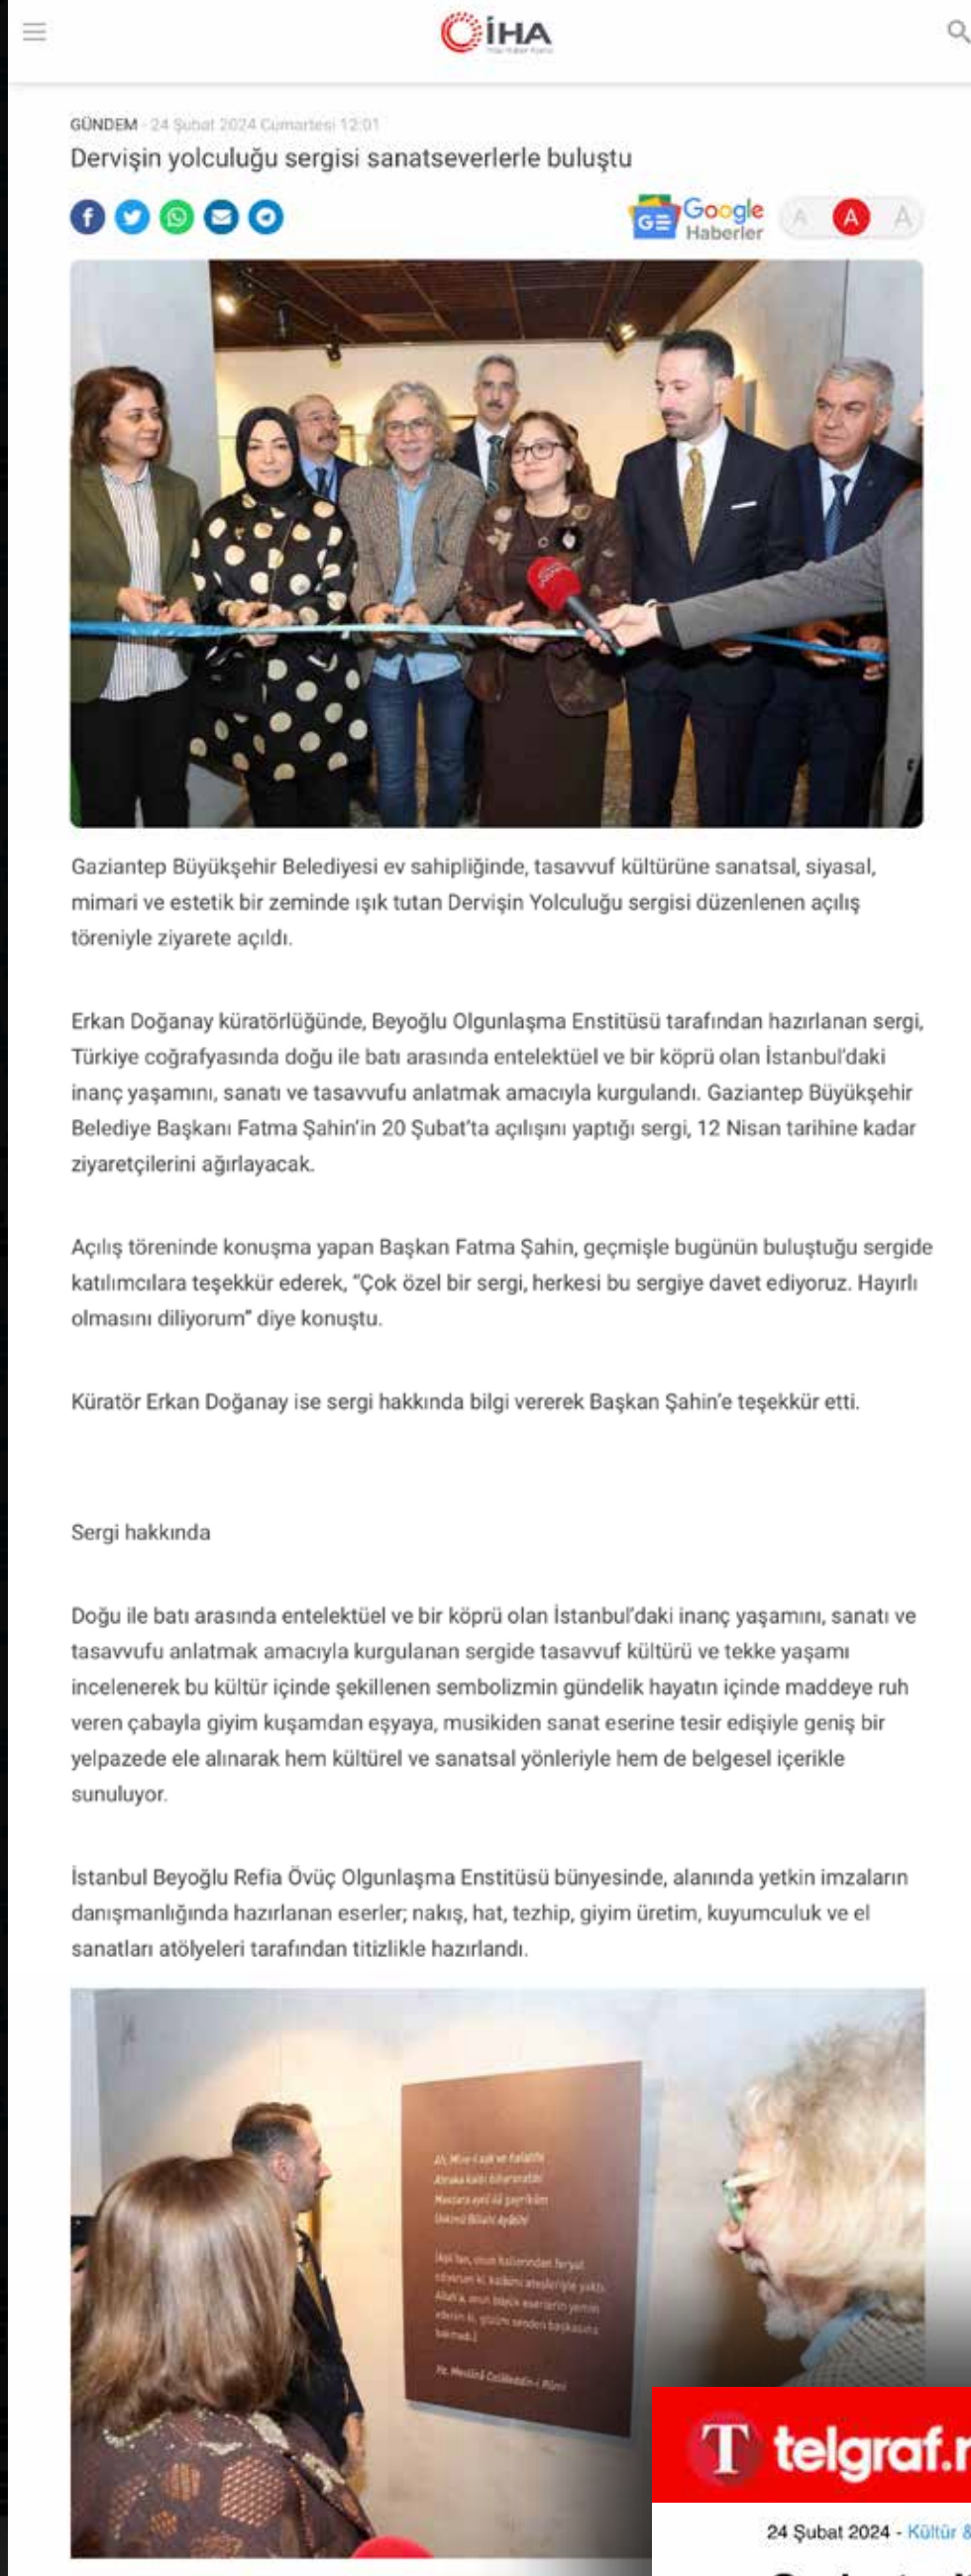 İHA
GÜNDEM - 24 Şubat 2024 Cumartesi 12:01
Dervişin yolculuğu sergisi sanatseverlerle buluştu
Google
Haberler
A A A
Gaziantep Büyükşehir Belediyesi ev sahipliğinde, tasavvuf kültürüne sanatsal, siyasal,
mimari ve estetik bir zeminde ışık tutan Dervişin Yolculuğu sergisi düzenlenen açılış
töreniyle ziyarete açıldı.
Erkan Doğanay küratörlüğünde, Beyoğlu Olgunlaşma Enstitüsü tarafından hazırlanan sergi,
Türkiye coğrafyasında doğu ile batı arasında entelektüel ve bir köprü olan İstanbul'daki
inanç yaşamını, sanatı ve tasavvufu anlatmak amacıyla kurgulandı. Gaziantep Büyükşehir
Belediye Başkanı Fatma Şahin'in 20 Şubat'ta açılışını yaptığı sergi, 12 Nisan tarihine kadar
ziyaretçilerini ağırlayacak.
Açılış töreninde konuşma yapan Başkan Fatma Şahin, geçmişle bugünün buluştuğu sergide
katılımcılara teşekkür ederek, “Çok özel bir sergi, herkesi bu sergiye davet ediyoruz. Hayırlı
olmasını diliyorum” diye konuştu.
Küratör Erkan Doğanay ise sergi hakkında bilgi vererek Başkan Şahin'e teşekkür etti.
Sergi hakkında
Doğu ile batı arasında entelektüel ve bir köprü olan İstanbul'daki inanç yaşamını, sanatı ve
tasavvufu anlatmak amacıyla kurgulanan sergide tasavvuf kültürü ve tekke yaşamı
incelenerek bu kültür içinde şekillenen sembolizmin gündelik hayatın içinde maddeye ruh
veren çabayla giyim kuşamdan eşyaya, musikiden sanat eserine tesir edişiyle geniş bir
yelpazede ele alınarak hem kültürel ve sanatsal yönleriyle hem de belgesel içerikle
sunuluyor.
İstanbul Beyoğlu Refia Övüç Olgunlaşma Enstitüsü bünyesinde, alanında yetkin imzaların
danışmanlığında hazırlanan eserler; nakış, hat, tezhip, giyim üretim, kuyumculuk ve el
sanatları atölyeleri tarafından titizlikle hazırlandı.
Hz. Mevlânâ Celâleddin-i Rûmî
T telgraf.
24 Şubat 2024 - Kültür &